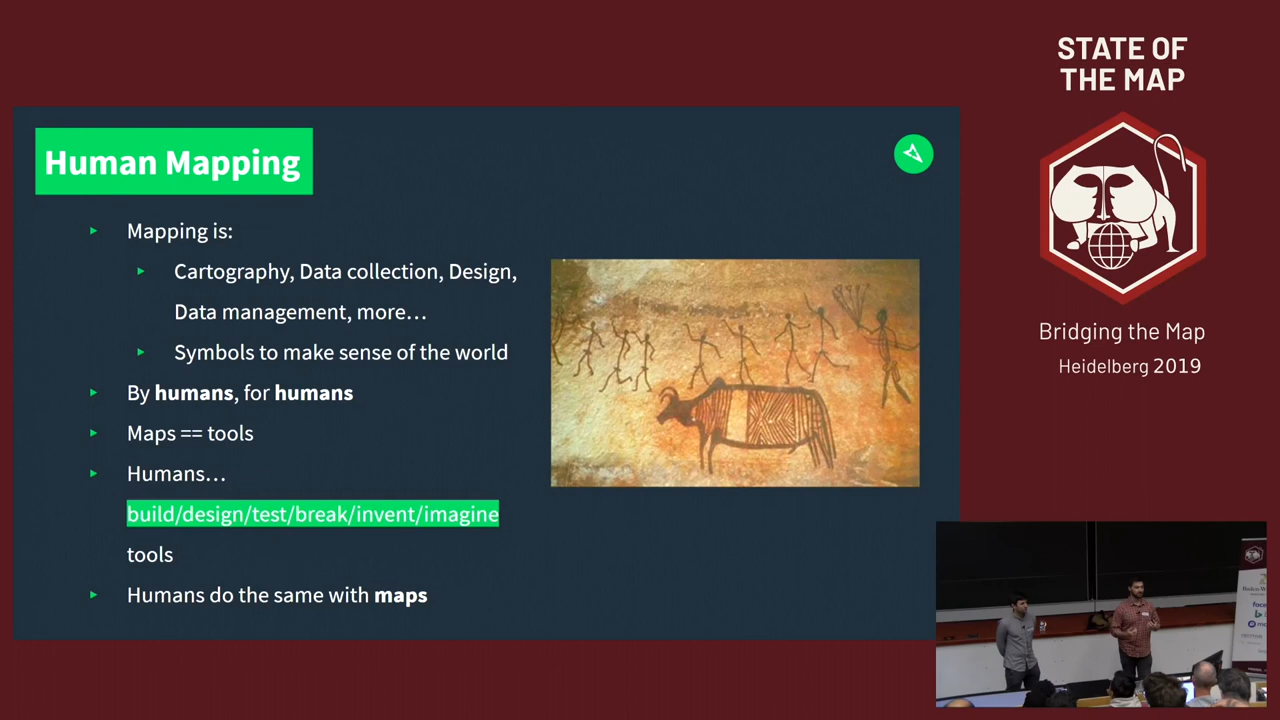 STATE OF
THE MAP
Human Mapping
Mapping is:
Cartography, Data collection, Design,
Data management, more…
Symbols to make sense of the world
By humans, for humans
Maps == tools
Humans…
build/design/test/break/invent/imagine
tools
Humans do the same with maps
Bridging the Map
Heidelberg 2019